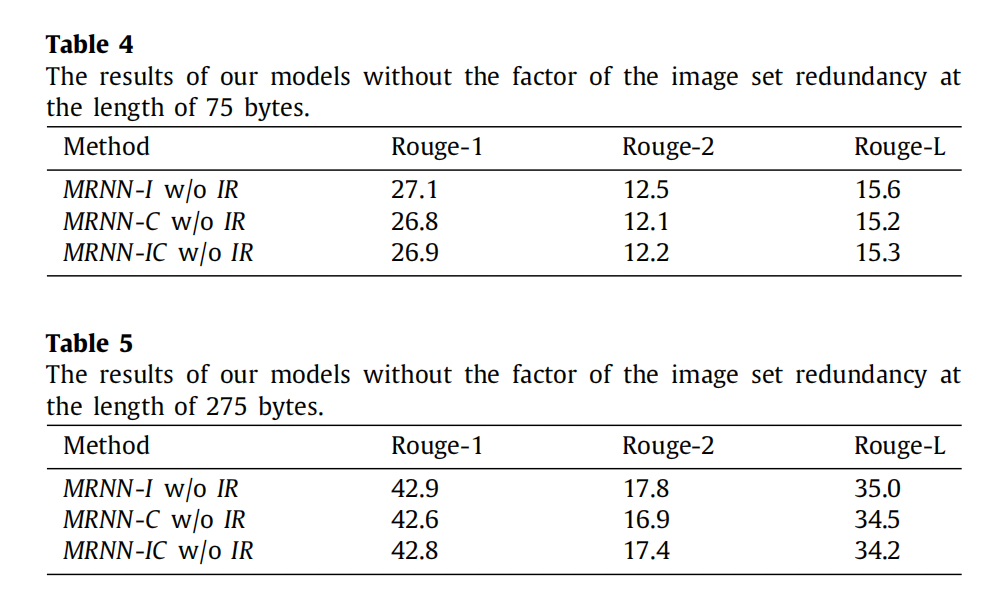 Table 4
The results of our models without the factor of the image set redundancy at
the length of 75 bytes.
Method Rouge-1 Rouge-2 Rouge-L
MRNN-I w/o IR 27.1 12.5 15.6
MRNN-C w/o IR 26.8 12.1 15.2
MRNN-IC w/o IR 26.9 12.2 15.3
Table 5
The results of our models without the factor of the image set redundancy at
the length of 275 bytes.
Method Rouge-1 Rouge-2 Rouge-L
MRNN-I w/o IR 42.9 17.8 35.0
MRNN-C w/o IR 42.6 16.9 34.5
MRNN-IC w/o IR 42.8 17.4 34.2